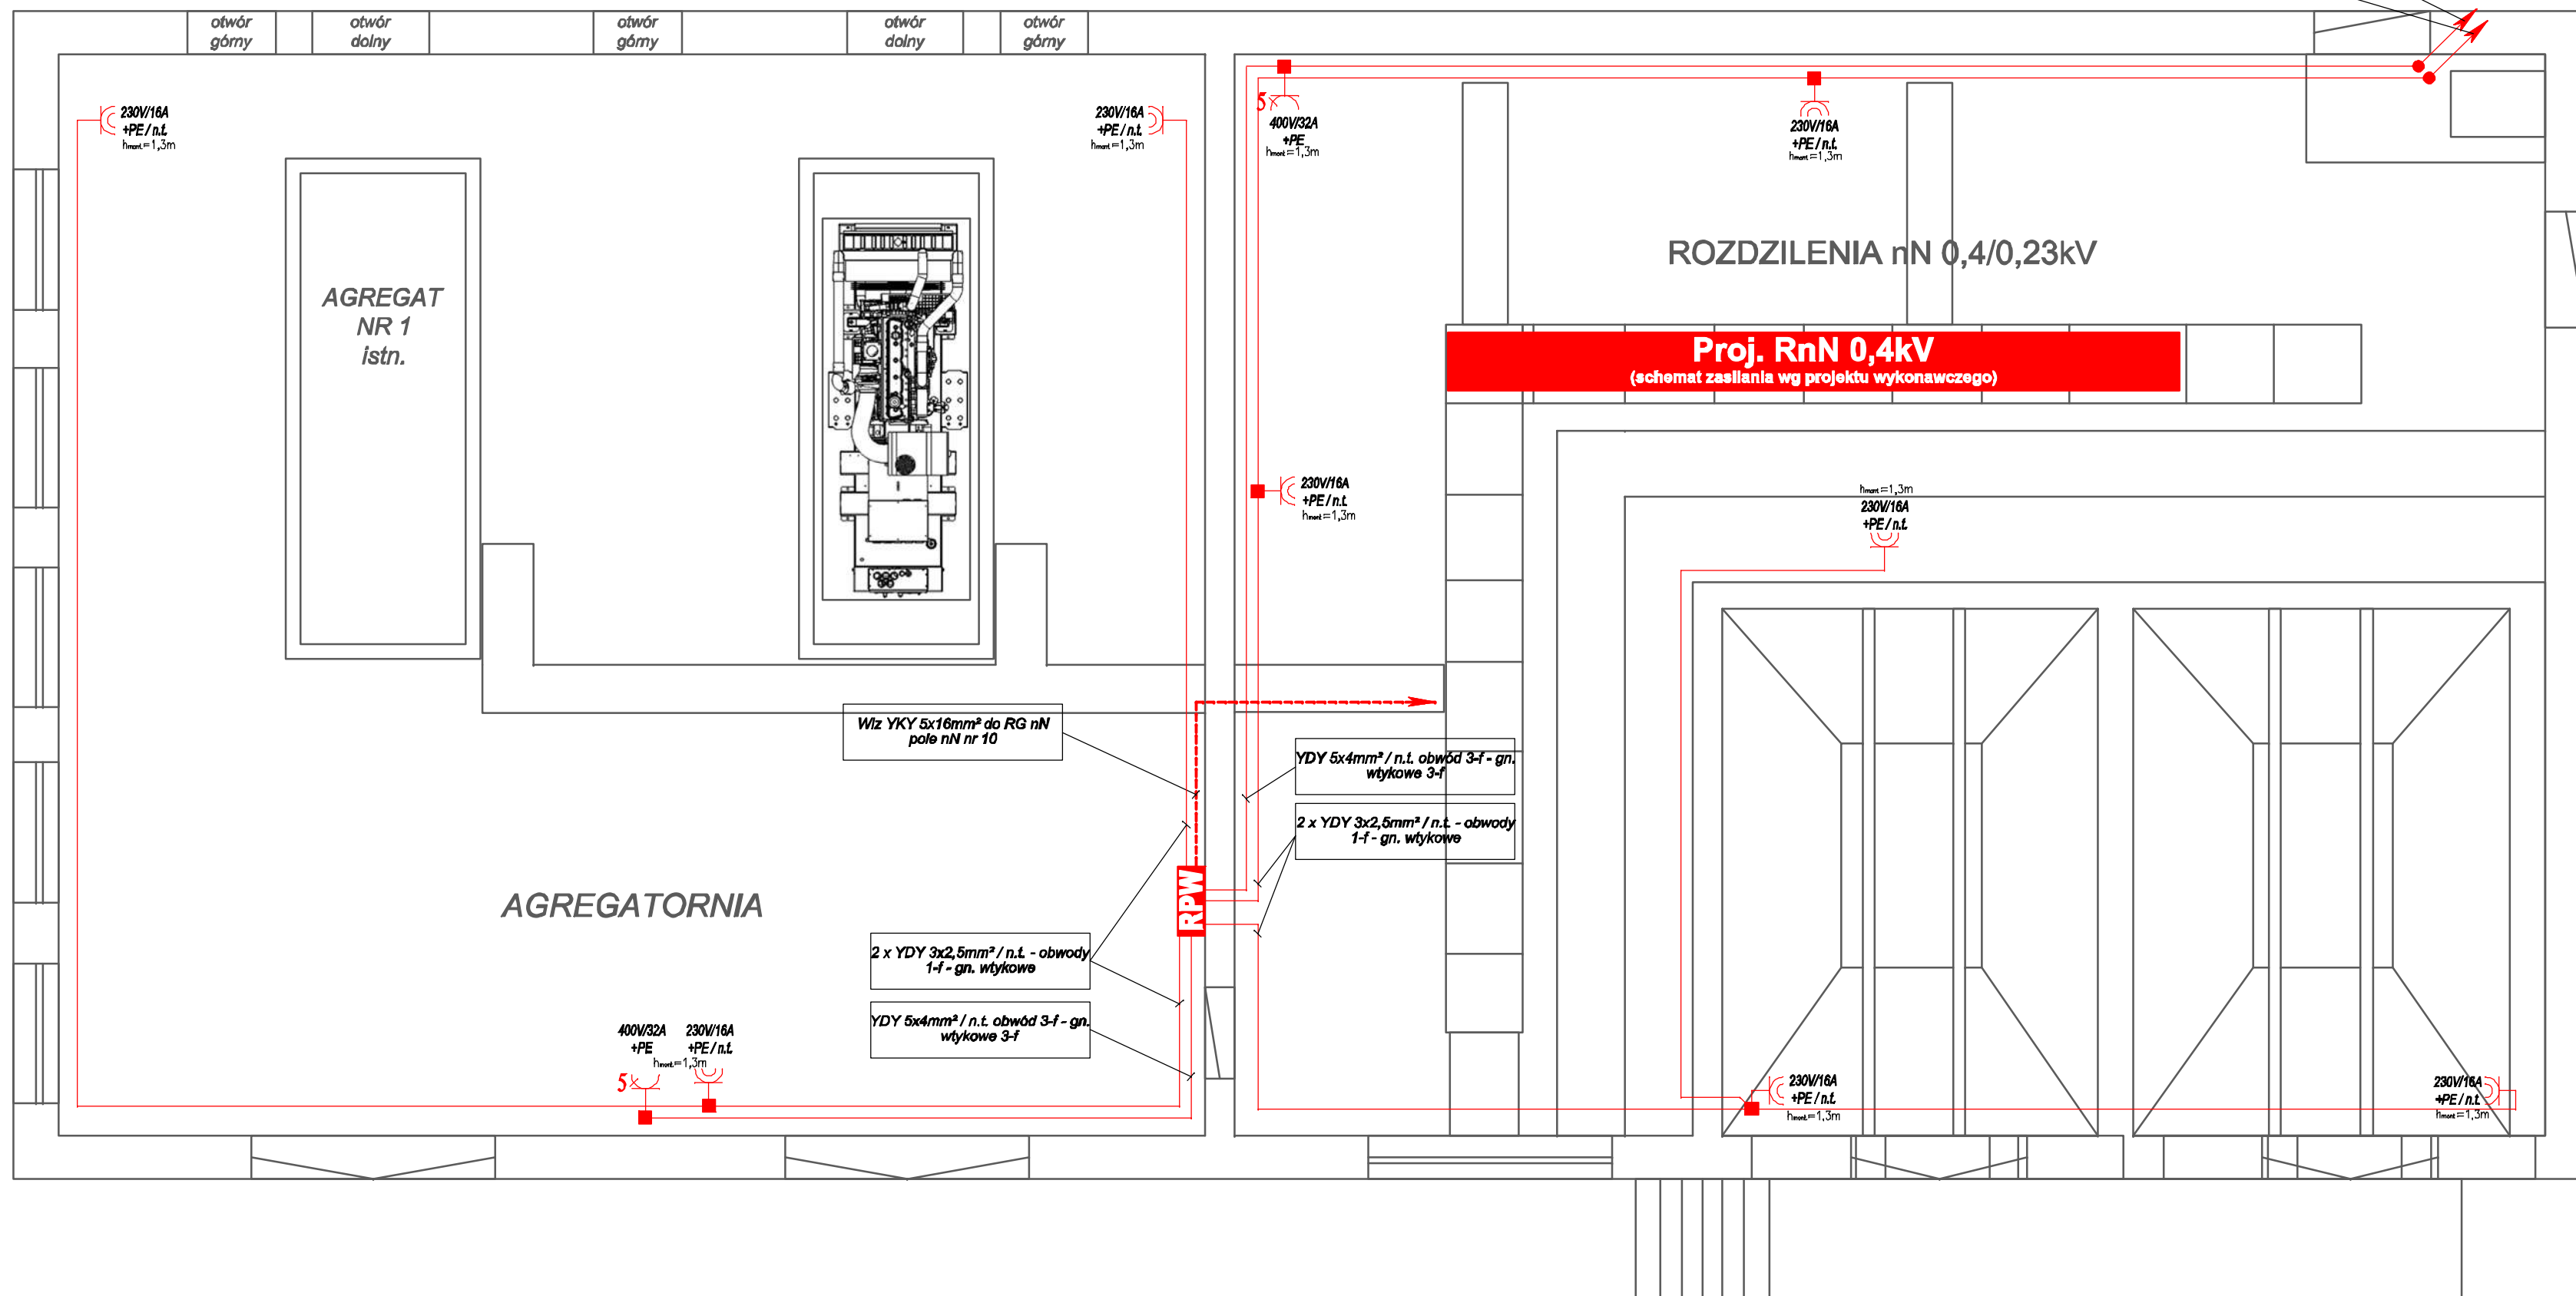 otwór
górny
otwór
dolny
otwór
górny
otwór
dolny
otwór
górny
230V/16A
+PE / n.t.
hmont.=1,3m
230V/16A
+PE / n.t.
hmont=1,3m
5
400V/32A
+PE
hmont=1,3m
230V/16A
+PE / n.t.
hmont=1,3m
ROZDZILENIA nN 0,4/0,23kV
AGREGAT
NR 1
istn.
Proj. RnN 0,4kV
(schemat zasilania wg projektu wykonawczego)
230V/16A
+PE / n.t.
hmont=1,3m
hmont=1,3m
230V/16A
+PE / n.t.
Wlz YKY 5x16mm² do RG nN
pole nN nr 10
YDY 5x4mm² / n.t. obwód 3-f - gn.
wtykowe 3-f
2 x YDY 3x2,5mm² / n.t. - obwody
1-f - gn. wtykowe
RPW
AGREGATORNIA
2 x YDY 3x2,5mm² / n.t. - obwody
1-f - gn. wtykowe
YDY 5x4mm² / n.t. obwód 3-f - gn.
wtykowe 3-f
400V/32A
+PE
230V/16A
+PE / n.t.
hmont.=1,3m
5
230V/16A
+PE / n.t.
hmont=1,3m
230V/16A
+PE / n.t.
hmont=1,3m